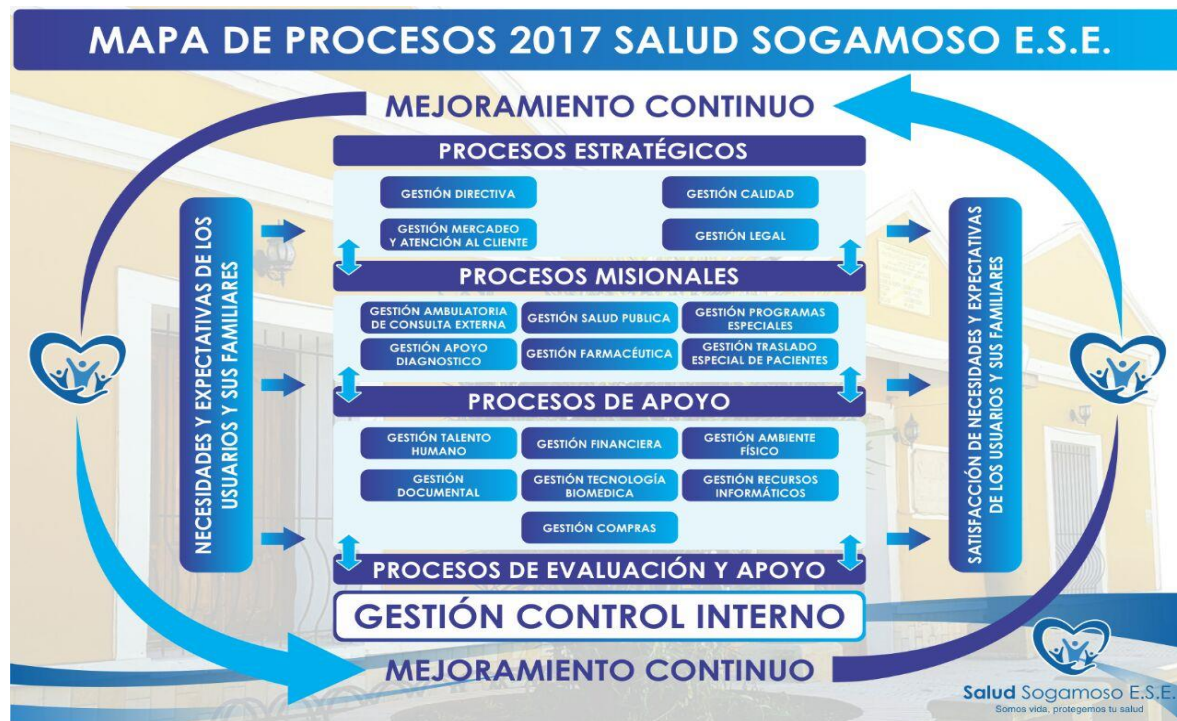 MAPA DE PROCESOS 2017 SALUD SOGAMOSO E.S.E.
MEJORAMIENTO CONTINUO
NECESIDADES Y EXPECTATIVAS DE LOS
USUARIOS Y SUS FAMILIARES
PROCESOS ESTRATÉGICOS
GESTIÓN DIRECTIVA
GESTIÓN CALIDAD
GESTIÓN MERCADEO
Y ATENCIÓN AL CLIENTE
GESTIÓN LEGAL
PROCESOS MISIONALES
GESTIÓN AMBULATORIA
DE CONSULTA EXTERNA
GESTIÓN SALUD PUBLICA
GESTIÓN PROGRAMAS
ESPECIALES
GESTIÓN APOYO
DIAGNOSTICO
GESTIÓN FARMACÉUTICA
GESTIÓN TRASLADO
ESPECIAL DE PACIENTES
PROCESOS DE APOYO
GESTIÓN TALENTO
HUMANO
GESTIÓN FINANCIERA
GESTIÓN AMBIENTE
FÍSICO
GESTIÓN
DOCUMENTAL
GESTIÓN TECNOLOGÍA
BIOMEDICA
GESTIÓN RECURSOS
INFORMÁTICOS
GESTIÓN COMPRAS
PROCESOS DE EVALUACIÓN Y APOYO
GESTIÓN CONTROL INTERNO
SATISFACCIÓN DE NECESIDADES Y EXPECTATIVAS
DE LOS USUARIOS Y SUS FAMILIARES
MEJORAMIENTO CONTINUO
Salud Sogamoso E.S.E.
Somos vida, protegemos tu salud